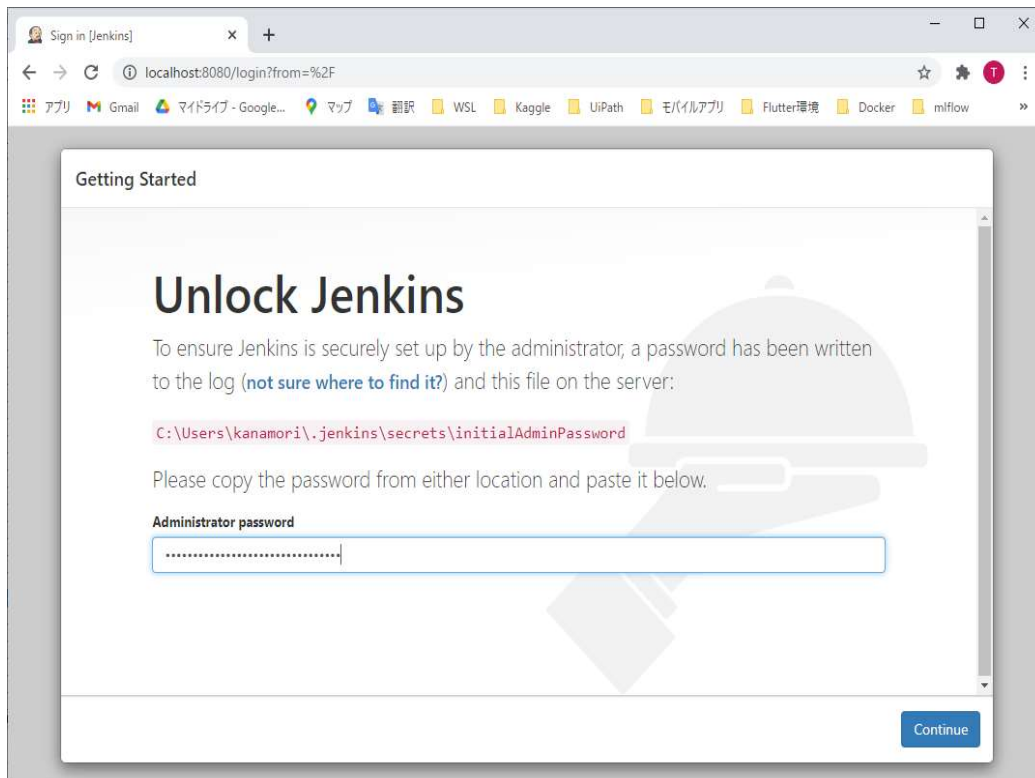 Sign in [Jenkins]
localhost:8080/login?from=%2F
T
アプリ Gmail マイドライブ - Google... マップ 翻訳 WSL Kaggle UiPath モバイルアプリ Flutter環境 Docker mlflow »
Getting Started
Unlock Jenkins
To ensure Jenkins is securely set up by the administrator, a password has been written
to the log (not sure where to find it?) and this file on the server:
C:\Users\kanamori\.jenkins\secrets\initialAdminPassword
Please copy the password from either location and paste it below.
Administrator password
Continue